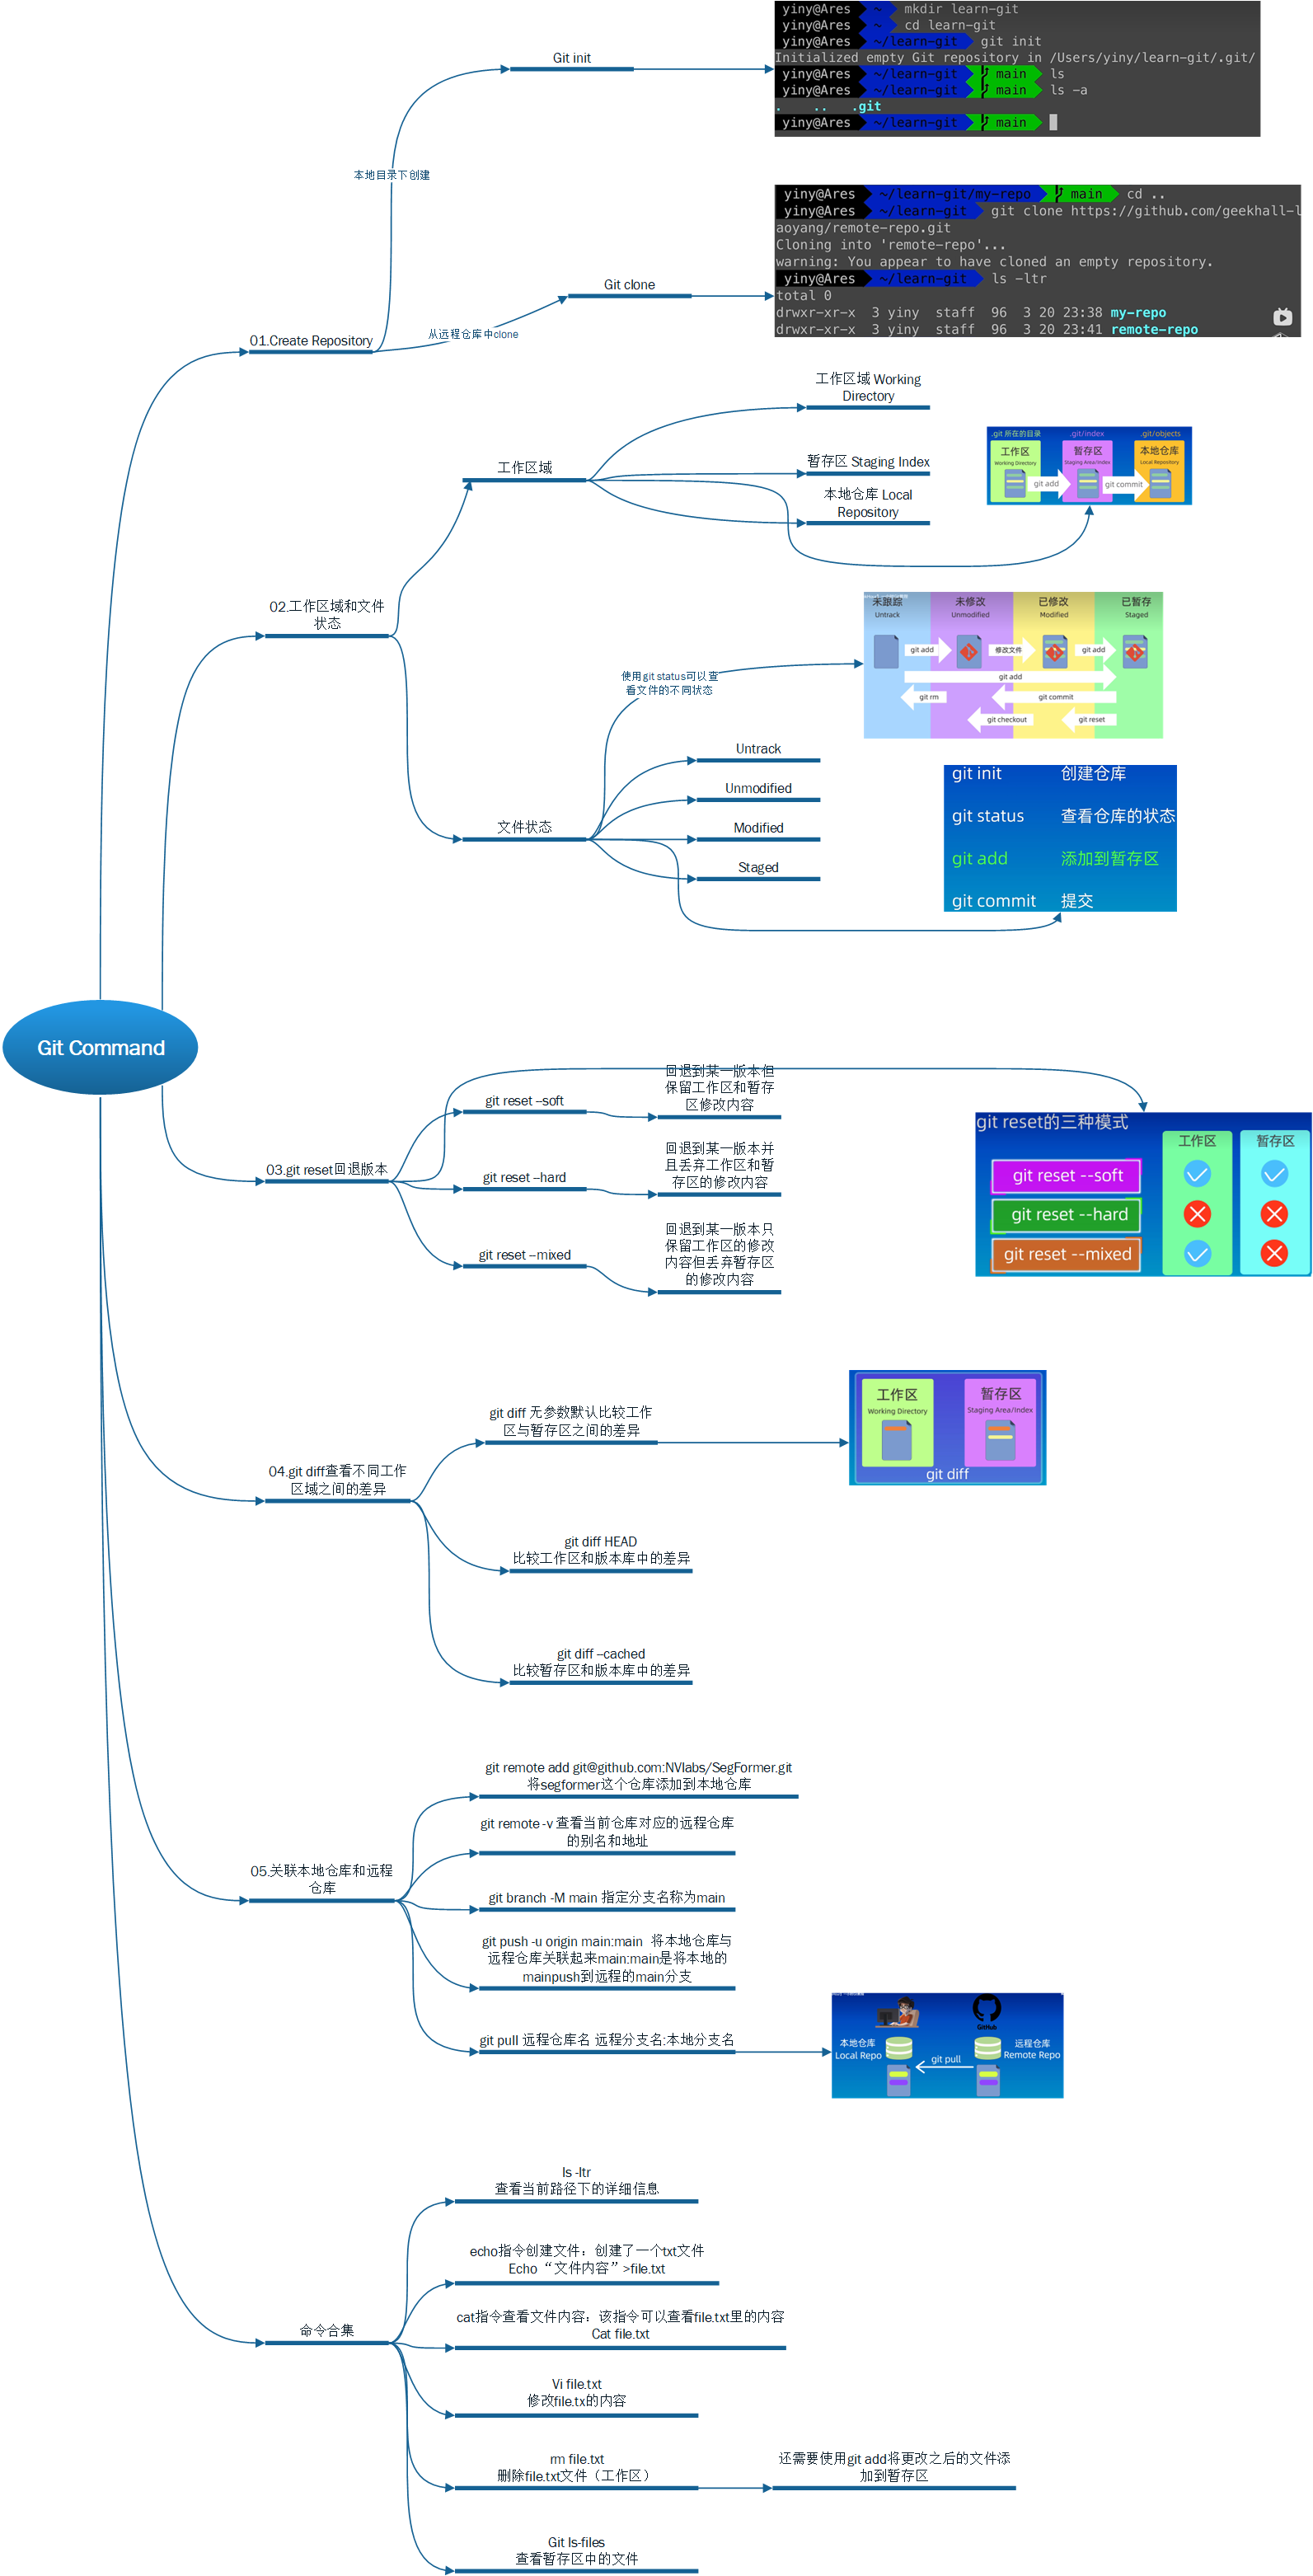 Git Command
01.Create Repository
本地目录下创建
Git init
yiny@Ares ~ mkdir learn-git
yiny@Ares ~ cd learn-git
yiny@Ares ~/learn-git git init
Initialized empty Git repository in /Users/yiny/learn-git/.git/
yiny@Ares ~/learn-git main ls
yiny@Ares ~/learn-git main ls -a
. .. .git
yiny@Ares ~/learn-git main
从远程仓库中clone
Git clone
yiny@Ares ~/learn-git/my-repo main cd ..
yiny@Ares ~/learn-git git clone https://github.com/geekhall-l
aoyang/remote-repo.git
Cloning into 'remote-repo'...
warning: You appear to have cloned an empty repository.
yiny@Ares ~/learn-git ls -ltr
total 0
drwxr-xr-x 3 yiny staff 96 3 20 23:38 my-repo
drwxr-xr-x 3 yiny staff 96 3 20 23:41 remote-repo
02.工作区域和文件
状态
工作区域
工作区域 Working
Directory
暂存区 Staging Index
本地仓库 Local
Repository
.git 所在的目录
.git/index
.git/objects
工作区
Working Directory
暂存区
Staging Area/Index
本地仓库
Local Repository
git add
git commit
文件状态
使用git status可以查
看文件的不同状态
未跟踪
Untrack
未修改
Unmodified
已修改
Modified
已暂存
Staged
git add
修改文件
git add
git add
git rm
git commit
git checkout
git reset
Untrack
Unmodified
Modified
Staged
git init 创建仓库
git status 查看仓库的状态
git add 添加到暂存区
git commit 提交
03.git reset回退版本
git reset –soft
回退到某一版本但
保留工作区和暂存
区修改内容
git reset –hard
回退到某一版本并
且丢弃工作区和暂
存区的修改内容
git reset –mixed
回退到某一版本只
保留工作区的修改
内容但丢弃暂存区
的修改内容
git reset的三种模式
工作区
暂存区
git reset --soft
git reset --hard
git reset --mixed
04.git diff查看不同工作
区域之间的差异
git diff 无参数默认比较工作
区与暂存区之间的差异
工作区
Working Directory
暂存区
Staging Area/Index
git diff
git diff HEAD
比较工作区和版本库中的差异
git diff –cached
比较暂存区和版本库中的差异
05.关联本地仓库和远程
仓库
git remote add git@github.com:NVlabs/SegFormer.git
将segformer这个仓库添加到本地仓库
git remote -v 查看当前仓库对应的远程仓库
的别名和地址
git branch -M main 指定分支名称为main
git push -u origin main:main 将本地仓库与
远程仓库关联起来main:main是将本地的
mainpush到远程的main分支
git pull 远程仓库名 远程分支名:本地分支名
GitHub
本地仓库
Local Repo
远程仓库
Remote Repo
git pull
命令合集
ls -ltr
查看当前路径下的详细信息
echo指令创建文件：创建了一个txt文件
Echo “文件内容”>file.txt
cat指令查看文件内容：该指令可以查看file.txt里的内容
Cat file.txt
Vi file.txt
修改file.tx的内容
rm file.txt
删除file.txt文件（工作区）
还需要使用git add将更改之后的文件添
加到暂存区
Git ls-files
查看暂存区中的文件